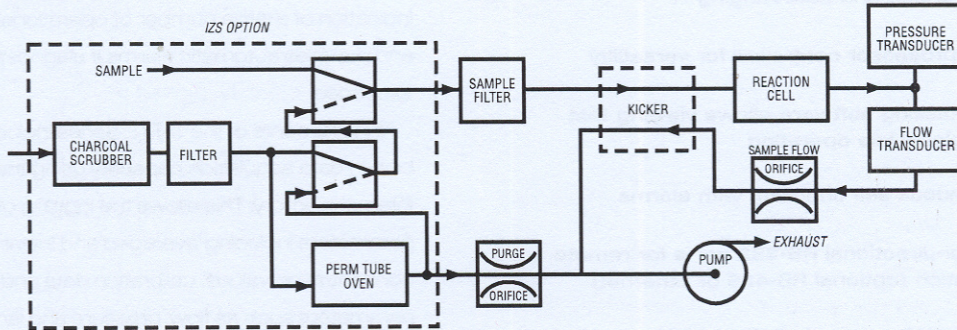 IZS OPTION
SAMPLE
CHARCOAL
SCRUBBER
FILTER
PERM TUBE
OVEN
SAMPLE
FILTER
PURGE
ORIFICE
KICKER
REACTION
CELL
PRESSURE
TRANSDUCER
FLOW
TRANSDUCER
SAMPLE FLOW
ORIFICE
PUMP
EXHAUST